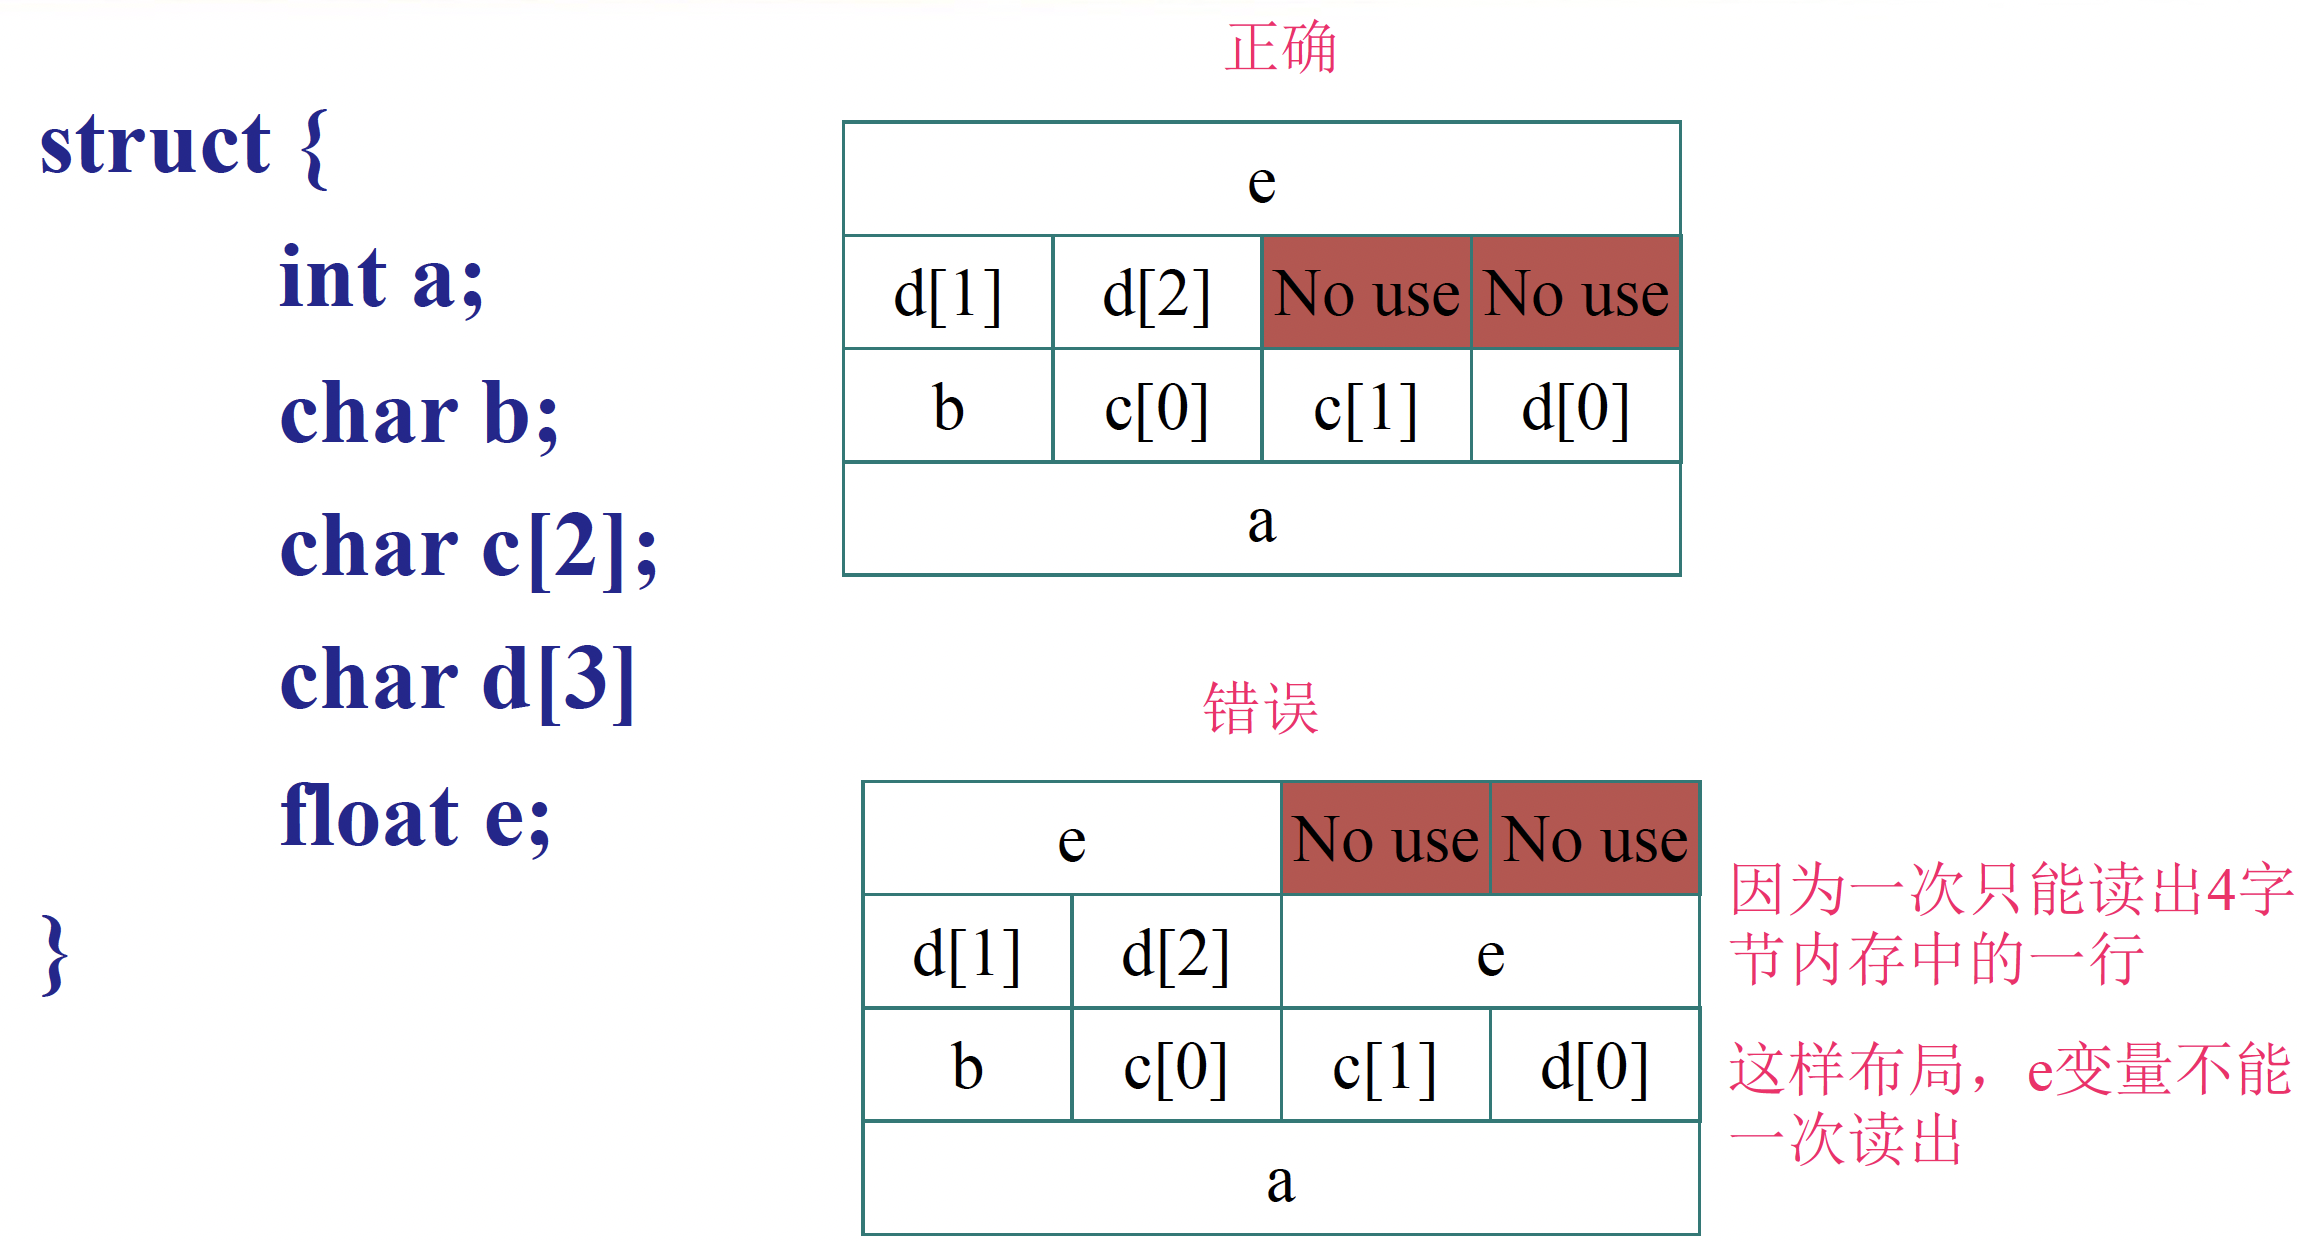 struct {
int a;
char b;
char c[2];
char d[3]
float e;
}
正确
e
d[1] d[2] No use No use
b c[0] c[1] d[0]
a
错误
e No use No use
d[1] d[2] e
b c[0] c[1] d[0]
a
因为一次只能读出4字
节内存中的一行
这样布局，e变量不能
一次读出